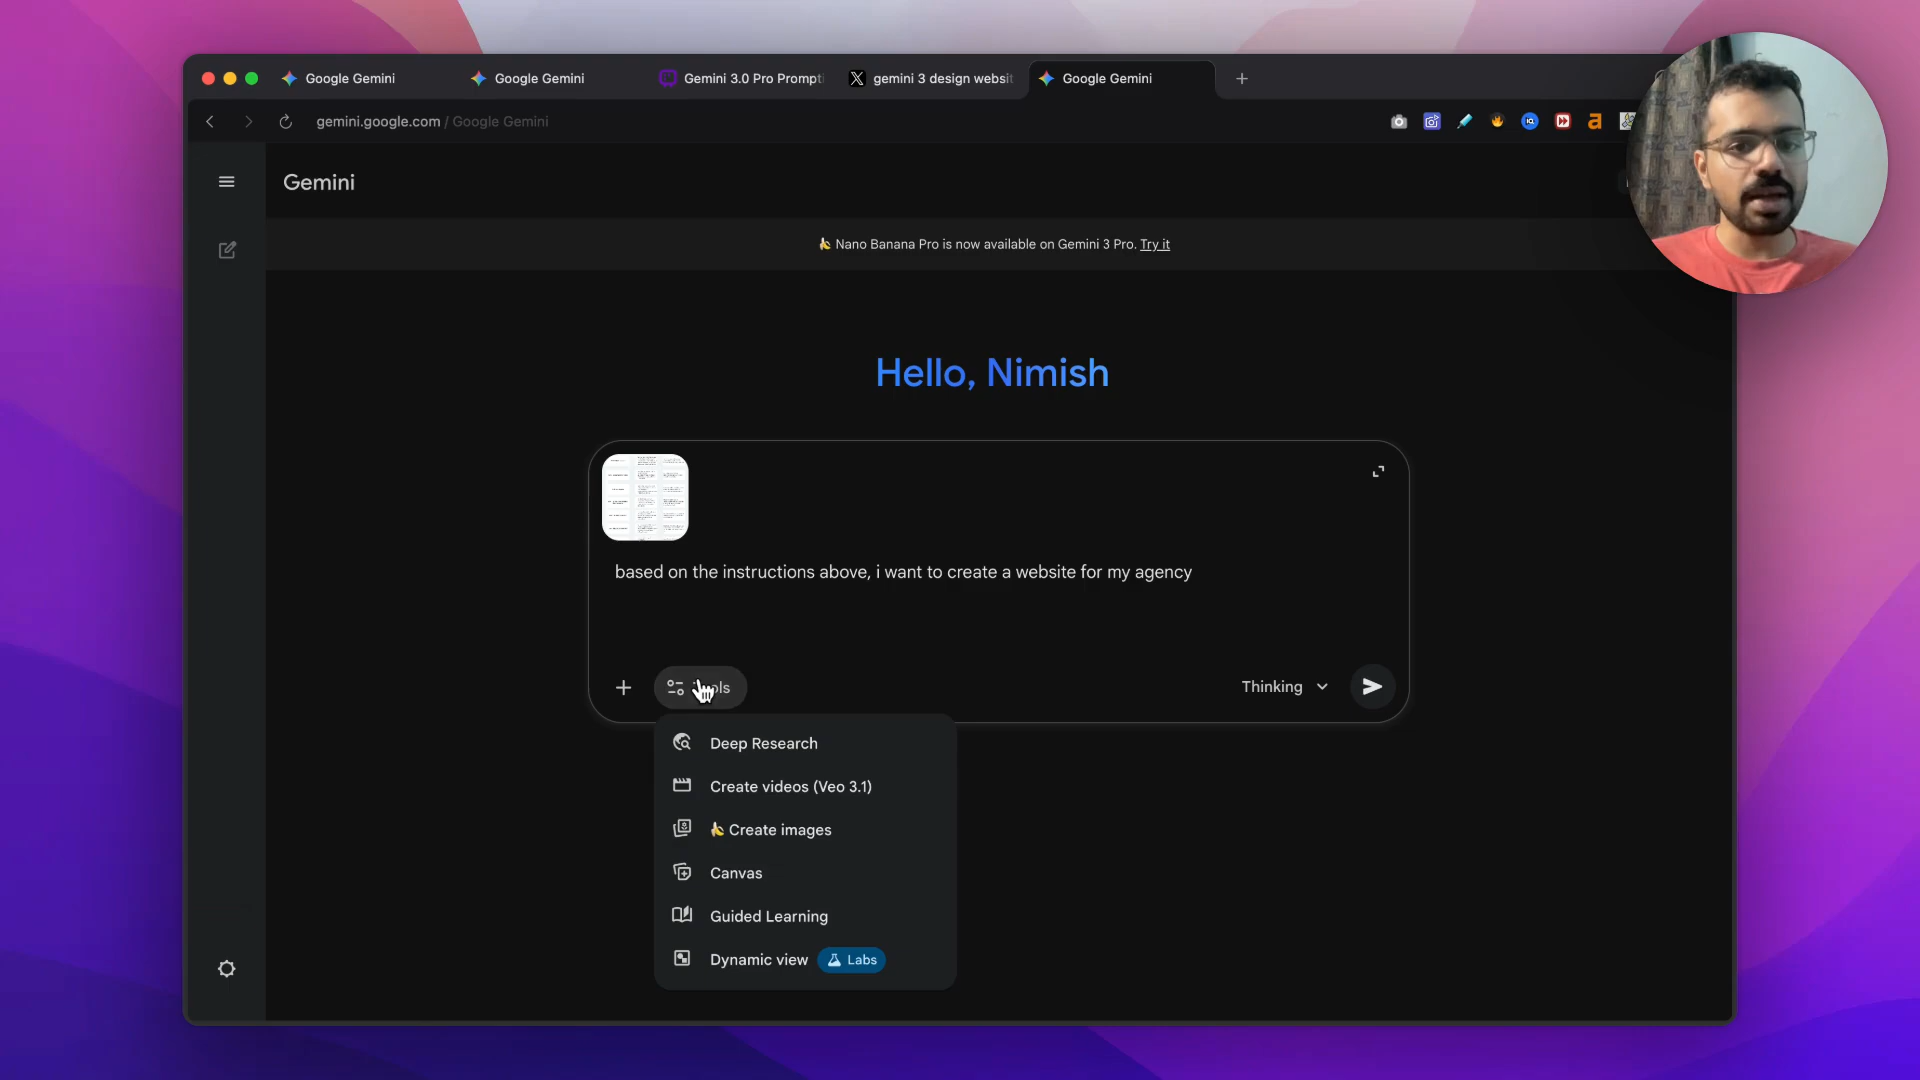 Google Gemini
Google Gemini
Gemini 3.0 Pro Prompti
gemini 3 design websit
Google Gemini
gemini.google.com / Google Gemini
Gemini
Nano Banana Pro is now available on Gemini 3 Pro. Try it
Hello, Nimish
based on the instructions above, i want to create a website for my agency
Thinking
Deep Research
Create videos (Veo 3.1)
Create images
Canvas
Guided Learning
Dynamic view Labs